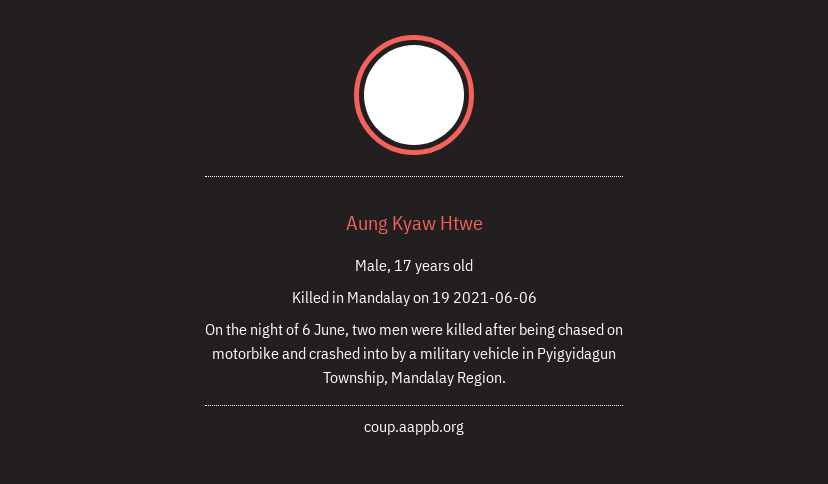 Aung Kyaw Htwe
Male, 17 years old
Killed in Mandalay on 19 2021-06-06
On the night of 6 June, two men were killed after being chased on
motorbike and crashed into by a military vehicle in Pyigyidagun
Township, Mandalay Region.
coup.aappb.org